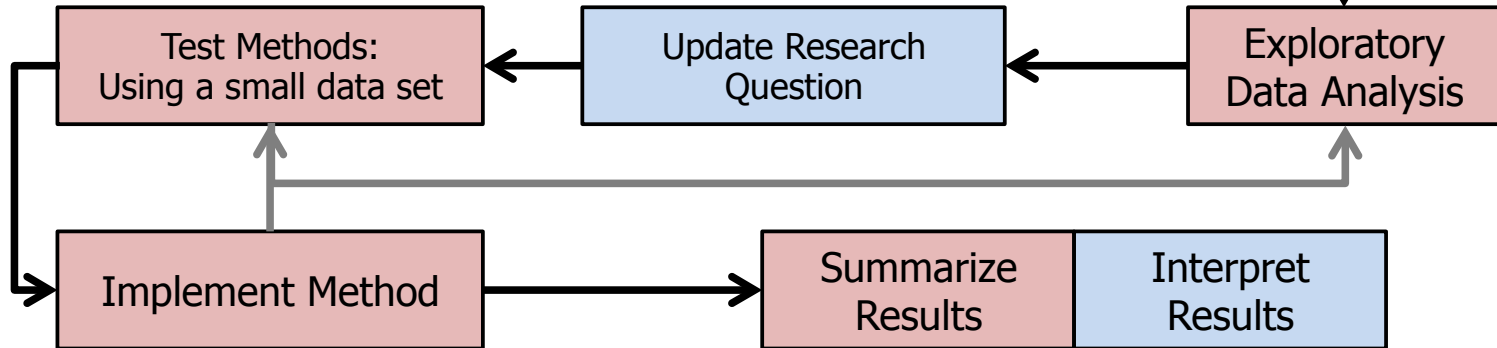 Test Methods:
Using a small data set
Update Research
Question
Exploratory
Data Analysis
Implement Method
Summarize
Results
Interpret
Results